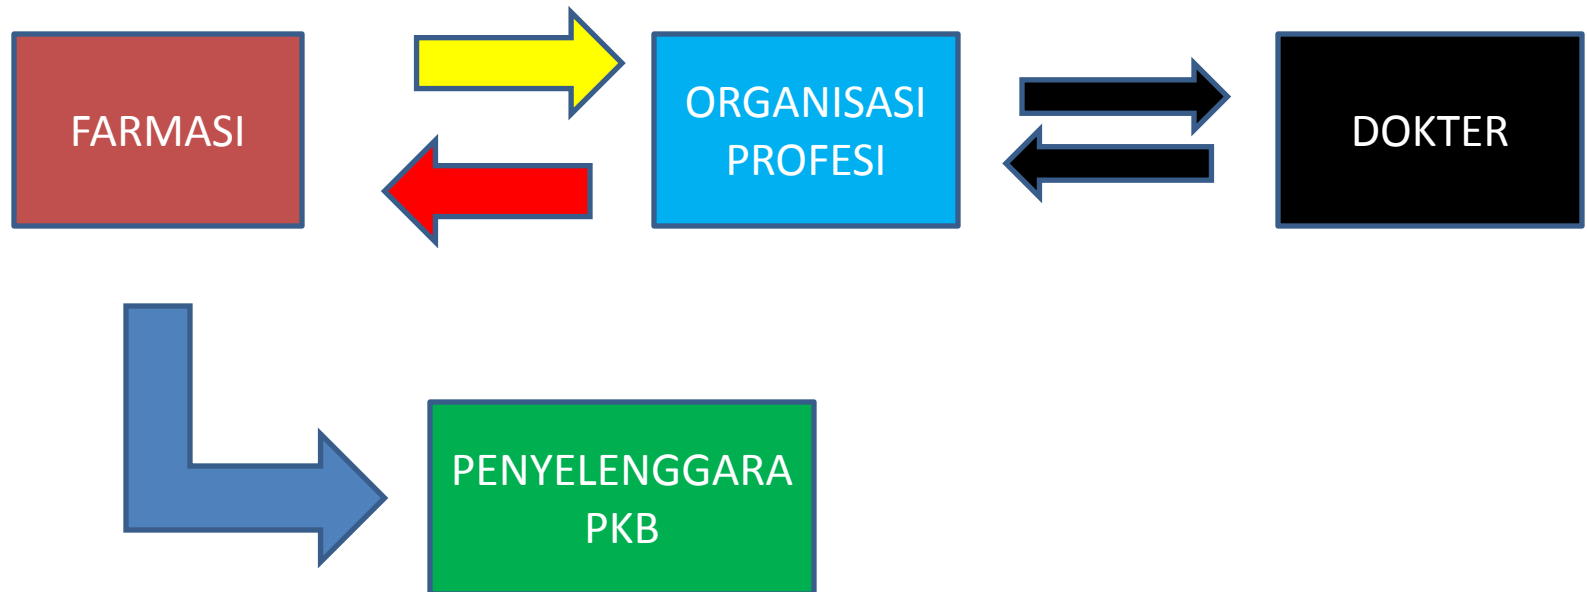 FARMASI
ORGANISASI
PROFESI
DOKTER
PENYELENGGARA
PKB